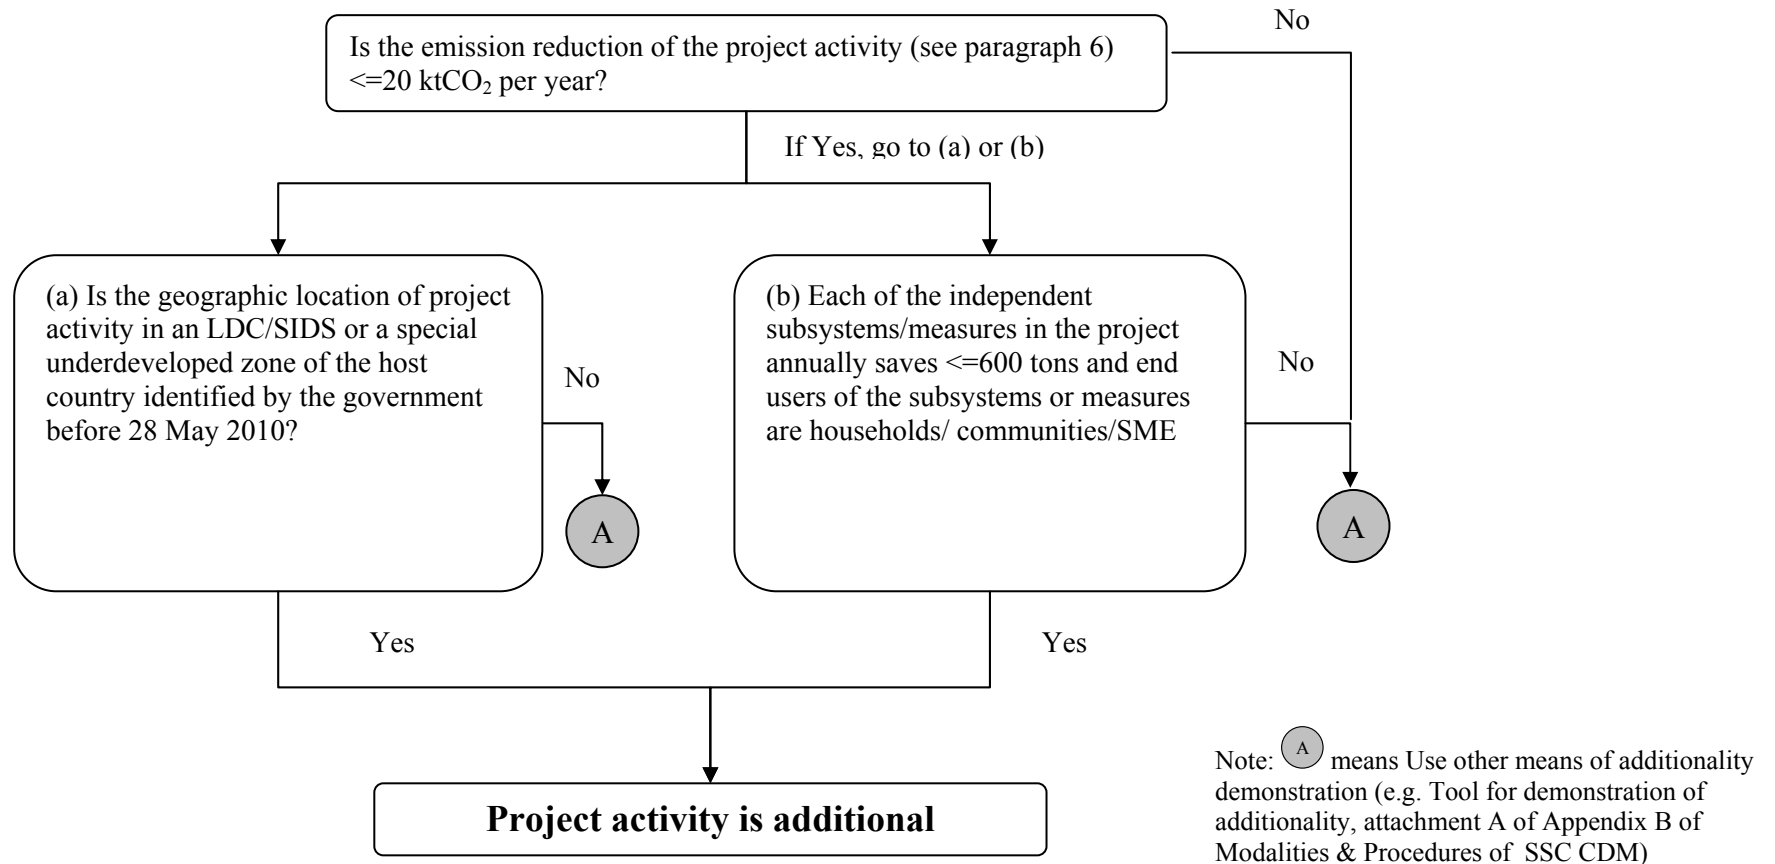 No
Is the emission reduction of the project activity (see paragraph 6)
<=20 ktCO₂ per year?
If Yes, go to (a) or (b)
(a) Is the geographic location of project
activity in an LDC/SIDS or a special
underdeveloped zone of the host
country identified by the government
before 28 May 2010?
No
A
(b) Each of the independent
subsystems/measures in the project
annually saves <=600 tons and end
users of the subsystems or measures
are households/ communities/SME
No
A
Yes
Yes
Project activity is additional
Note: A means Use other means of additionality
demonstration (e.g. Tool for demonstration of
additionality, attachment A of Appendix B of
Modalities & Procedures of SSC CDM)